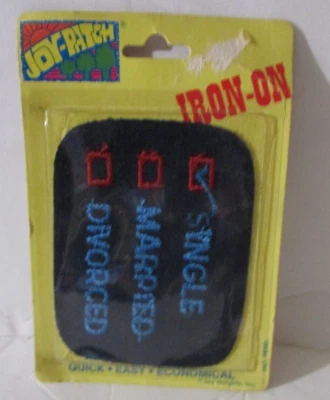 JOY-PATCH
IRON-ON
SINGLE
MARRIED
DIVORCED
QUICK • EASY • ECONOMICAL